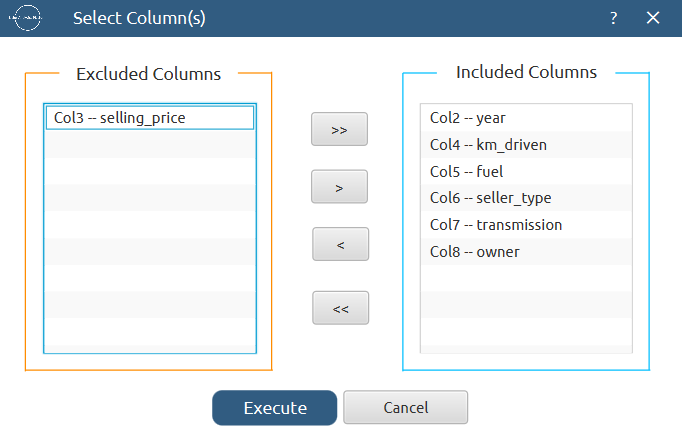 Select Column(s)
?
Excluded Columns
Included Columns
Col3 -- selling_price
>>
>
<
<<
Col2 -- year
Col4 -- km_driven
Col5 -- fuel
Col6 -- seller_type
Col7 -- transmission
Col8 -- owner
Execute
Cancel